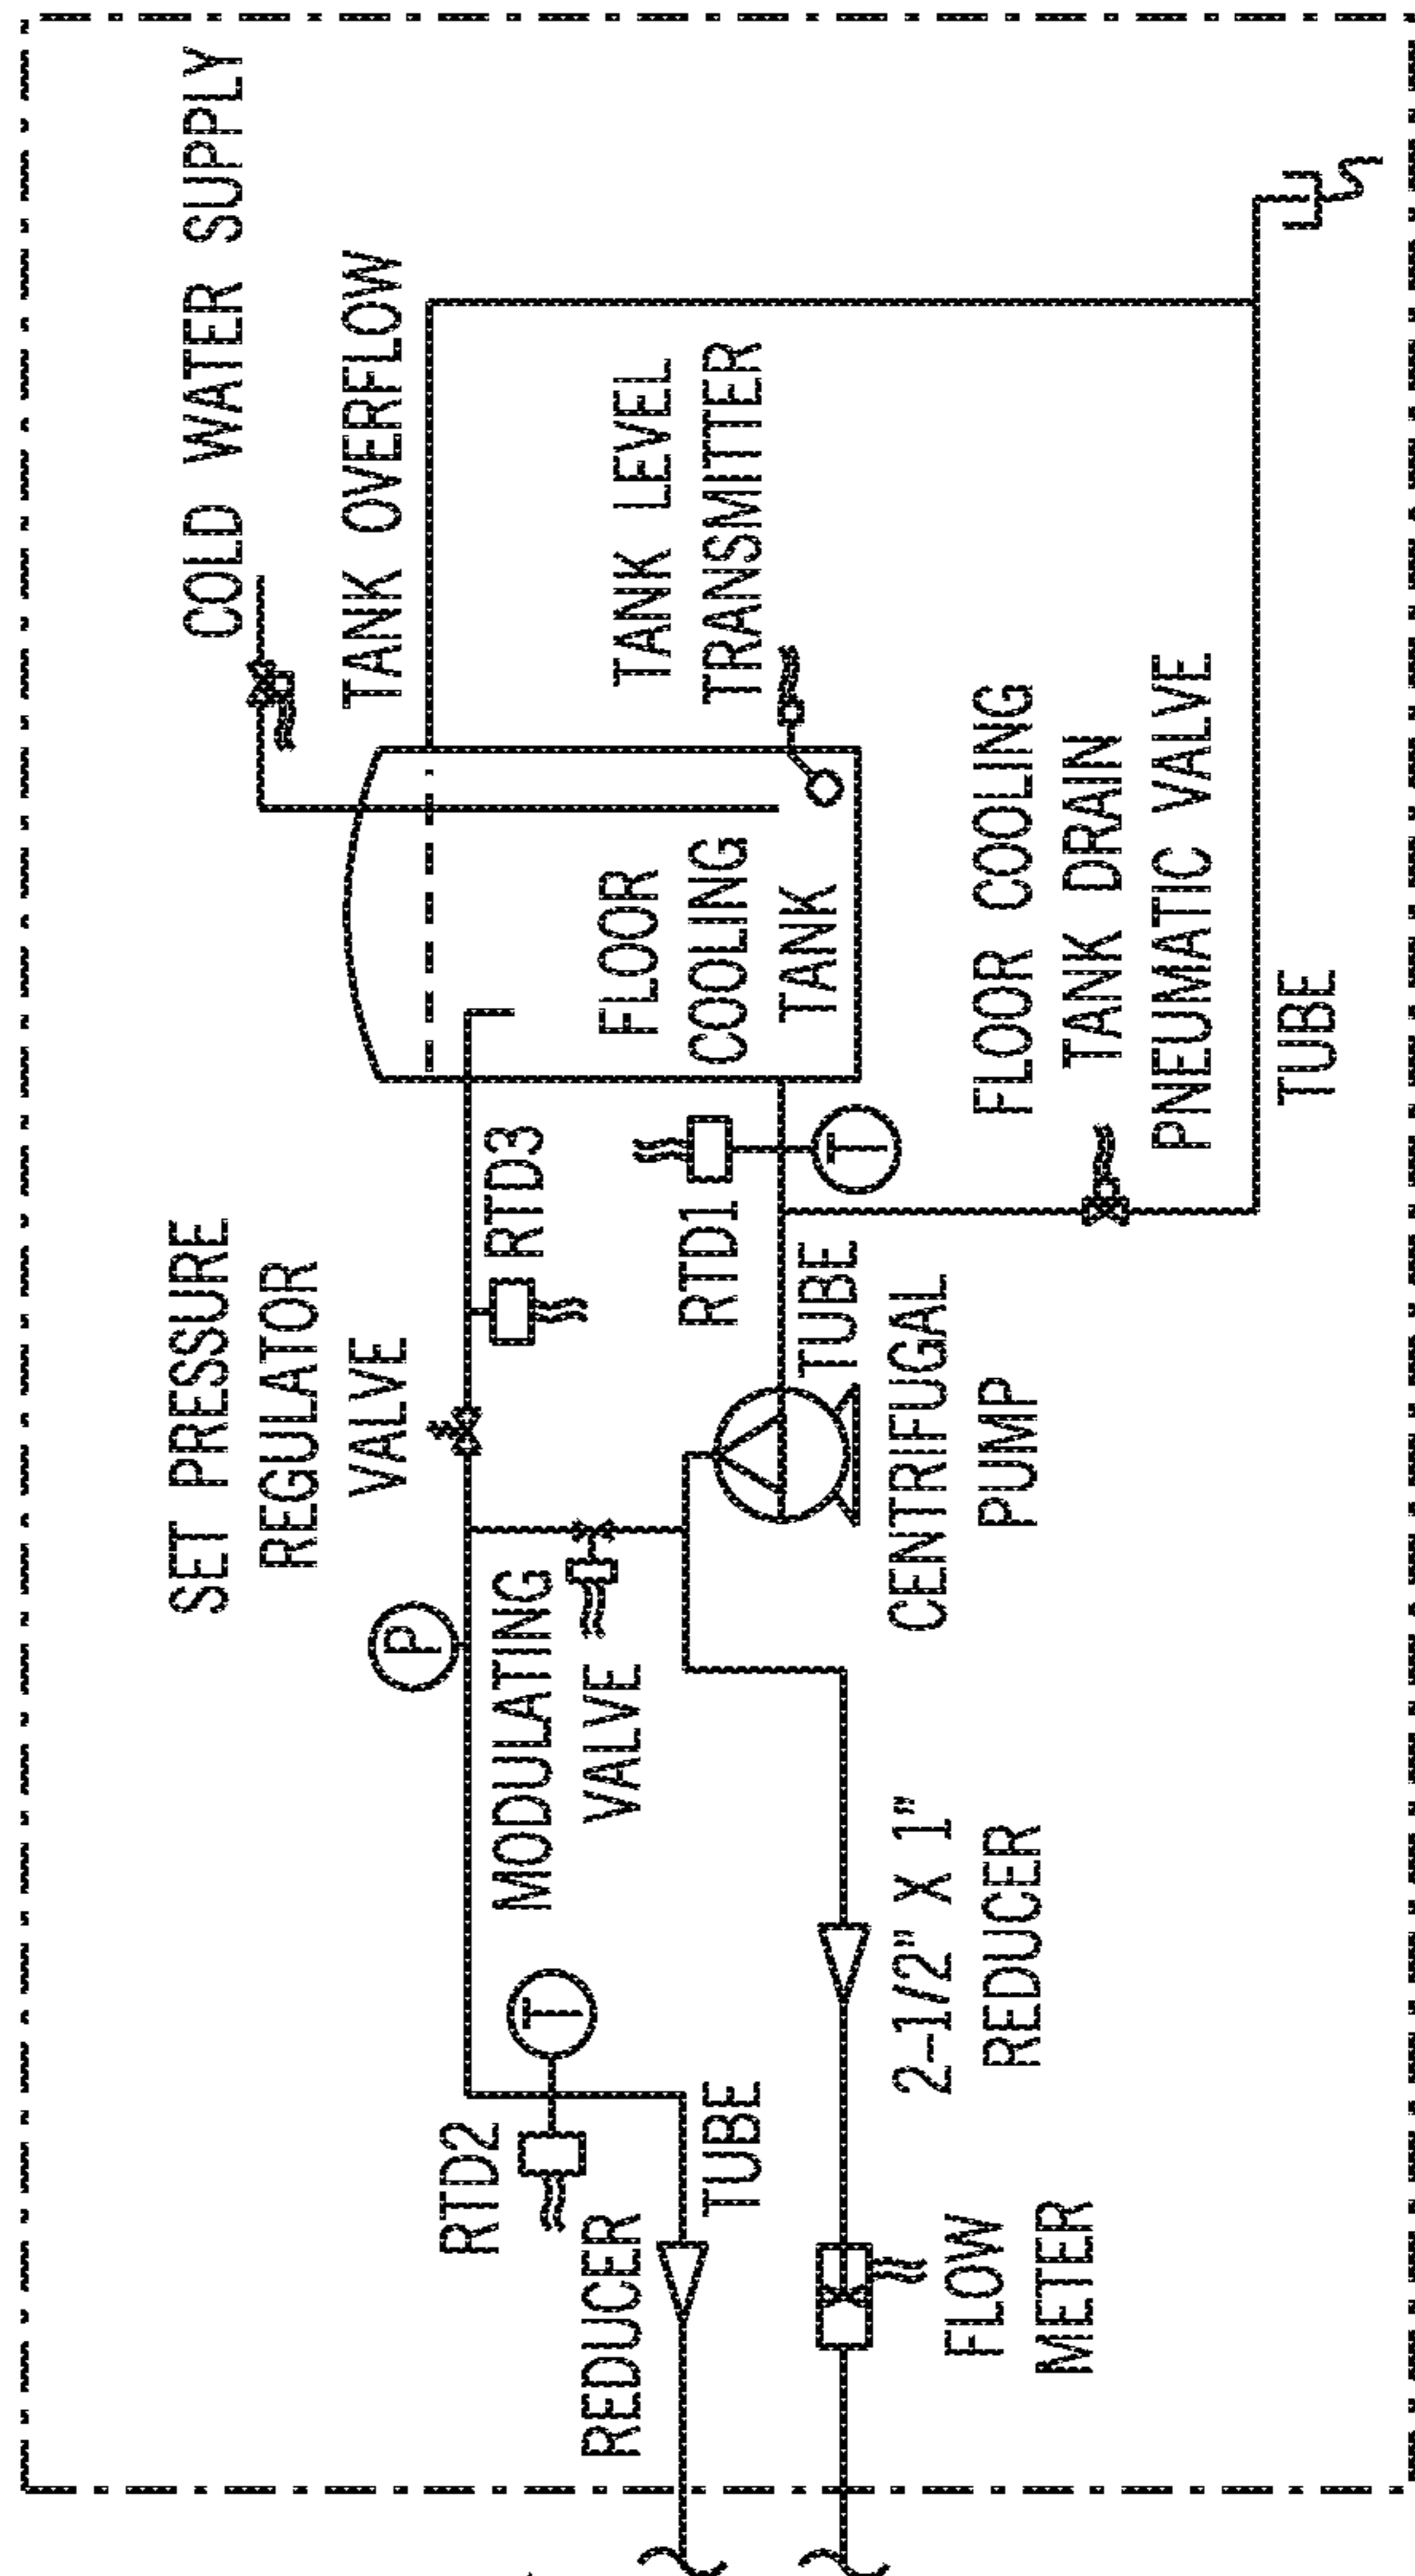 COLD WATER SUPPLY
TANK OVERFLOW
TANK LEVEL
TRANSMITTER
FLOOR
COOLING
TANK
SET PRESSURE
REGULATOR
VALVE
RTD3
RTD1
T
FLOOR COOLING
TANK DRAIN
PNEUMATIC VALVE
TUBE
TUBE
CENTRIFUGAL
PUMP
P
MODULATING
VALVE
T
RTD2
REDUCER
TUBE
2-1/2" X 1"
REDUCER
FLOW
METER